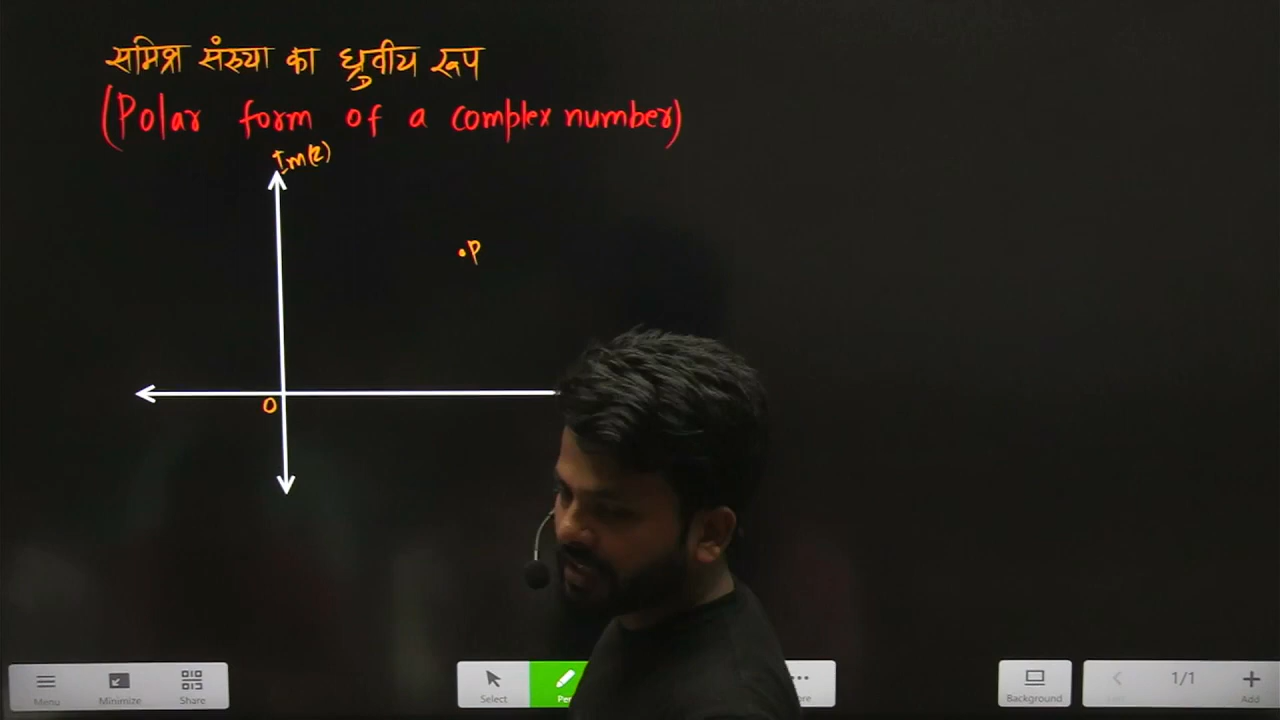 समिश्र संख्या का ध्रुवीय रूप
(Polar form of a complex number)
Im(z)
P
O
Menu
Minimize
Share
Select
Background
1/1
Add